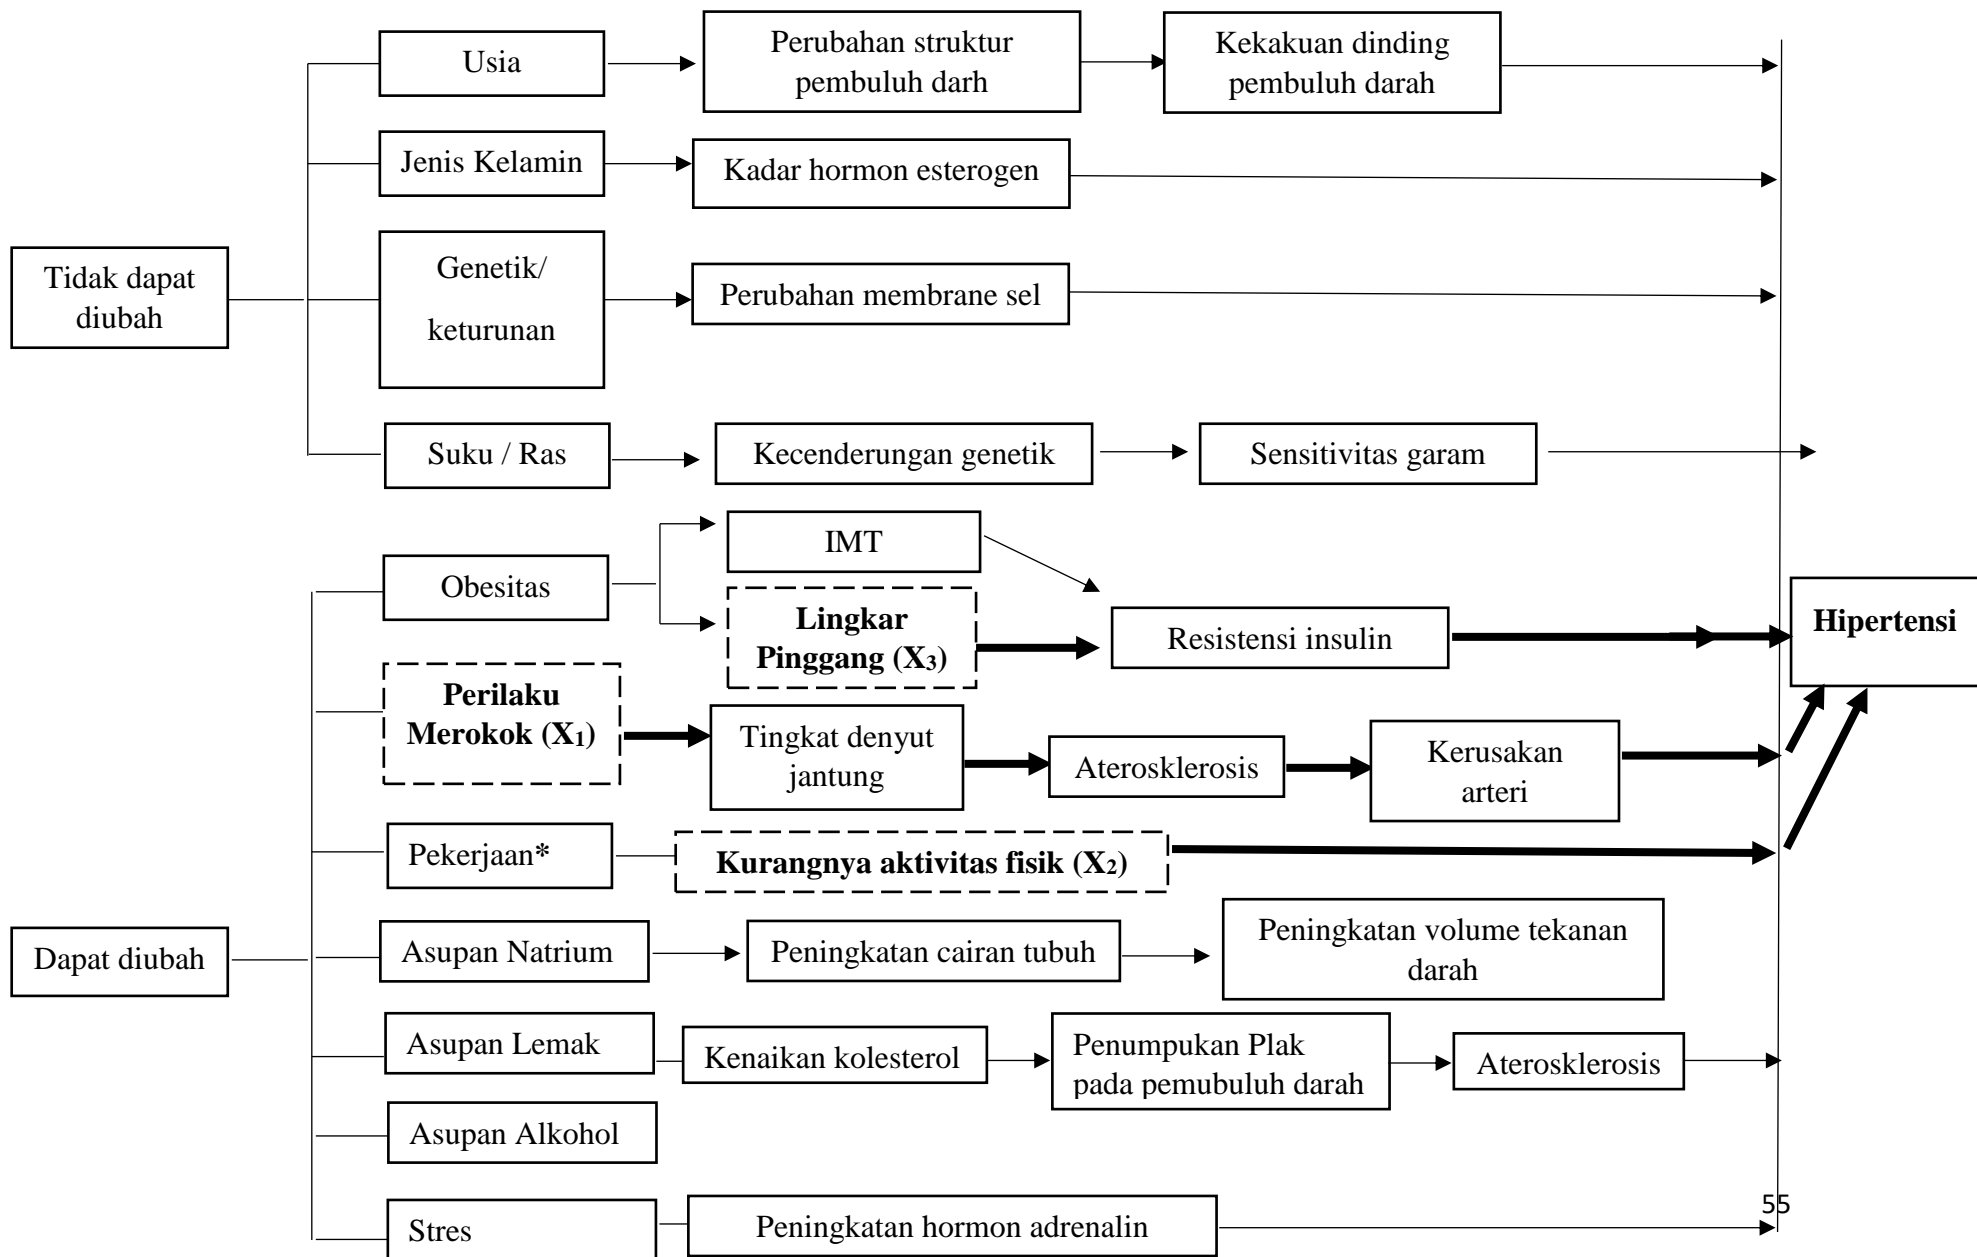 Usia
Perubahan struktur
pembuluh darh
Kekakuan dinding
pembuluh darah
Jenis Kelamin
Kadar hormon esterogen
Tidak dapat
diubah
Genetik/
keturunan
Perubahan membrane sel
Suku / Ras
Kecenderungan genetik
Sensitivitas garam
Obesitas
IMT
Lingkar
Pinggang (X₃)
Resistensi insulin
Hipertensi
Perilaku
Merokok (X₁)
Tingkat denyut
jantung
Aterosklerosis
Kerusakan
arteri
Pekerjaan*
Kurangnya aktivitas fisik (X₂)
Dapat diubah
Asupan Natrium
Peningkatan cairan tubuh
Peningkatan volume tekanan
darah
Asupan Lemak
Kenaikan kolesterol
Penumpukan Plak
pada pemubuluh darah
Aterosklerosis
Asupan Alkohol
Stres
Peningkatan hormon adrenalin
55